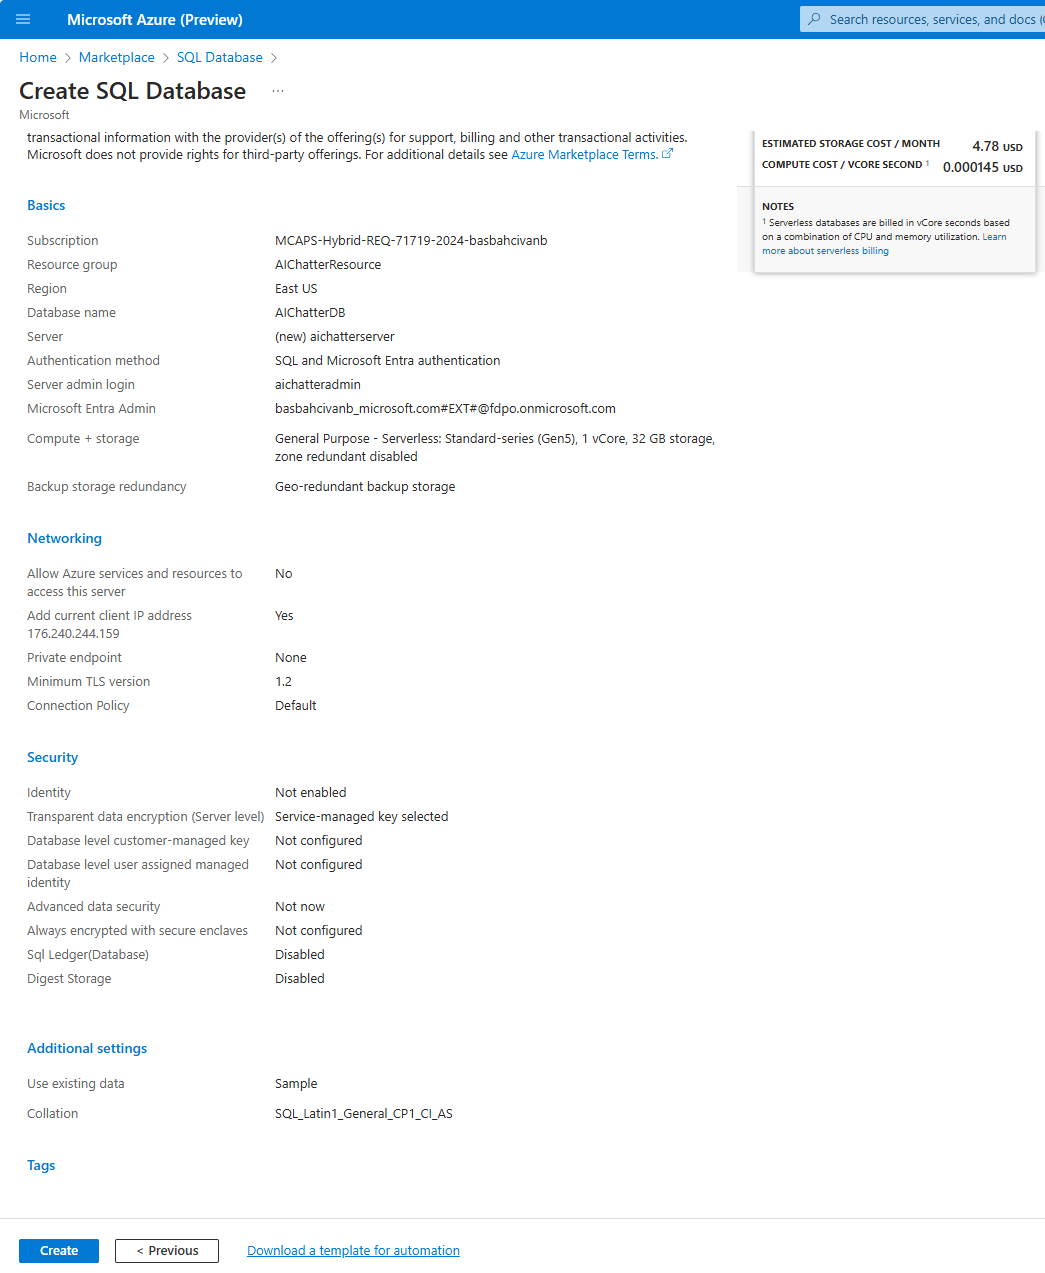 Microsoft Azure (Preview)
Search resources, services, and docs (
Home > Marketplace > SQL Database >
Create SQL Database ...
Microsoft
transactional information with the provider(s) of the offering(s) for support, billing and other transactional activities.
Microsoft does not provide rights for third-party offerings. For additional details see Azure Marketplace Terms.
ESTIMATED STORAGE COST / MONTH 4.78 USD
COMPUTE COST / VCORE SECOND 1 0.000145 USD
NOTES
1 Serverless databases are billed in vCore seconds based
on a combination of CPU and memory utilization. Learn
more about serverless billing
Basics
Subscription MCAPS-Hybrid-REQ-71719-2024-basbahcivanb
Resource group AIChatterResource
Region East US
Database name AIChatterDB
Server (new) aichatterserver
Authentication method SQL and Microsoft Entra authentication
Server admin login aichatteradmin
Microsoft Entra Admin basbahcivanb_microsoft.com#EXT#@fdpo.onmicrosoft.com
Compute + storage General Purpose - Serverless: Standard-series (Gen5), 1 vCore, 32 GB storage,
zone redundant disabled
Backup storage redundancy Geo-redundant backup storage
Networking
Allow Azure services and resources to No
access this server
Add current client IP address Yes
176.240.244.159
Private endpoint None
Minimum TLS version 1.2
Connection Policy Default
Security
Identity Not enabled
Transparent data encryption (Server level) Service-managed key selected
Database level customer-managed key Not configured
Database level user assigned managed Not configured
identity
Advanced data security Not now
Always encrypted with secure enclaves Not configured
Sql Ledger(Database) Disabled
Digest Storage Disabled
Additional settings
Use existing data Sample
Collation SQL_Latin1_General_CP1_CI_AS
Tags
Create < Previous Download a template for automation